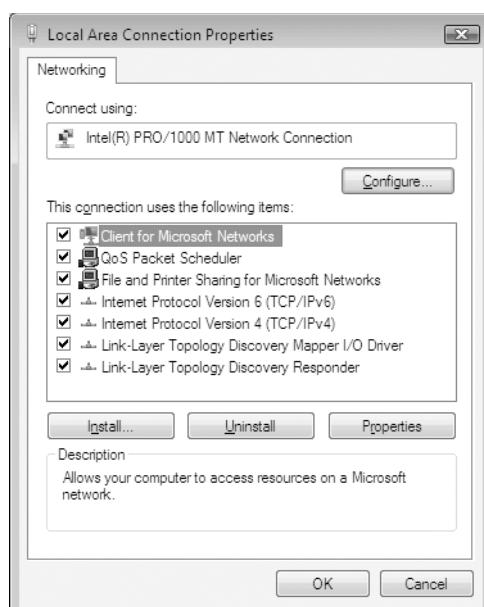 Local Area Connection Properties
Networking
Connect using:
Intel(R) PRO/1000 MT Network Connection
Configure...
This connection uses the following items:
Client for Microsoft Networks
QoS Packet Scheduler
File and Printer Sharing for Microsoft Networks
Internet Protocol Version 6 (TCP/IPv6)
Internet Protocol Version 4 (TCP/IPv4)
Link-Layer Topology Discovery Mapper I/O Driver
Link-Layer Topology Discovery Responder
Install... Uninstall Properties
Description
Allows your computer to access resources on a Microsoft
network.
OK Cancel